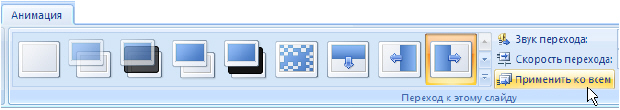 Анимация
Звук перехода:
Скорость перехода:
Применить ко всем
Переход к этому слайду